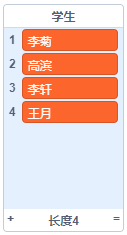 学生
1 李菊
2 高滨
3 李轩
4 王月
+ 长度4 =